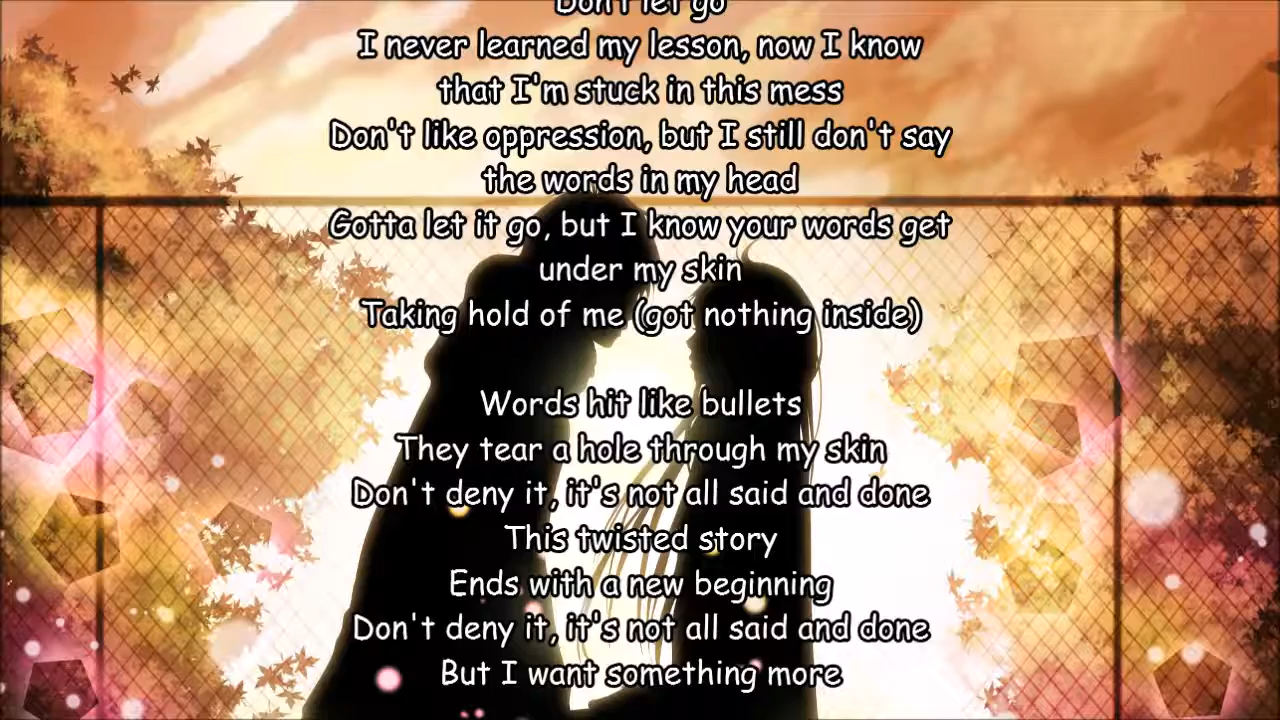 Don't let go
I never learned my lesson, now I know
that I'm stuck in this mess
Don't like oppression, but I still don't say
the words in my head
Gotta let it go, but I know your words get
under my skin
Taking hold of me (got nothing inside)
Words hit like bullets
They tear a hole through my skin
Don't deny it, it's not all said and done
This twisted story
Ends with a new beginning
Don't deny it, it's not all said and done
But I want something more